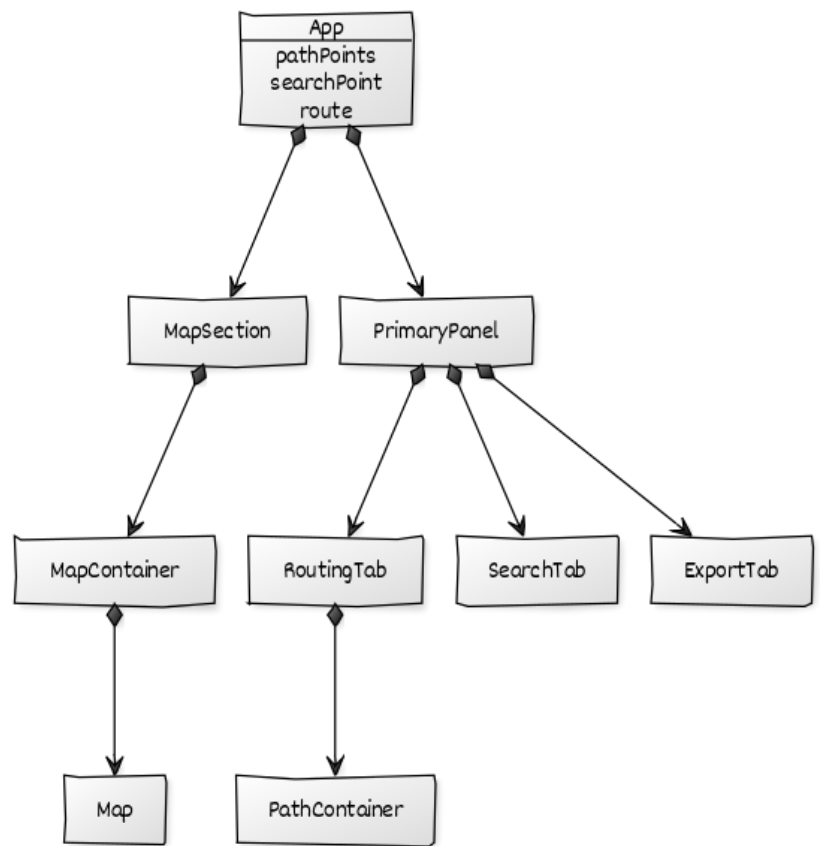 App
pathPoints
searchPoint
route
MapSection
PrimaryPanel
MapContainer
RoutingTab
SearchTab
ExportTab
Map
PathContainer